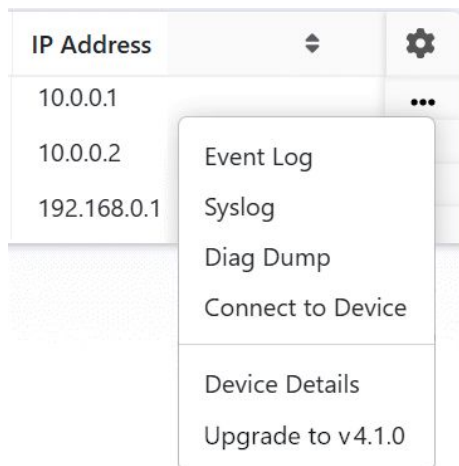 IP Address
10.0.0.1
10.0.0.2
192.168.0.1
Event Log
Syslog
Diag Dump
Connect to Device
Device Details
Upgrade to v4.1.0